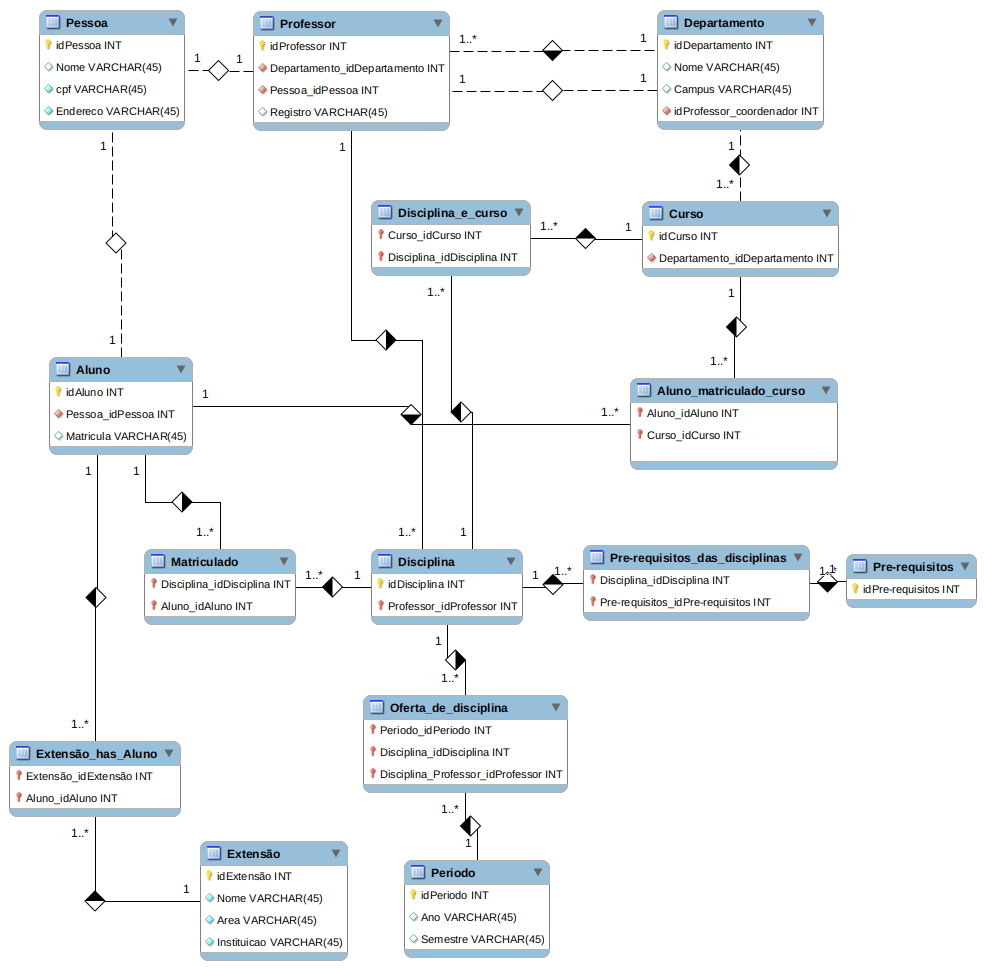 Pessoa
idPessoa INT
Nome VARCHAR(45)
cpf VARCHAR(45)
Endereco VARCHAR(45)
1
1
Professor
idProfessor INT
Departamento_idDepartamento INT
Pessoa_idPessoa INT
Registro VARCHAR(45)
1..*
1
1
1
Departamento
idDepartamento INT
Nome VARCHAR(45)
Campus VARCHAR(45)
idProfessor_coordenador INT
1
1
1
1..*
Disciplina_e_curso
Curso_idCurso INT
Disciplina_idDisciplina INT
1..*
1
Curso
idCurso INT
Departamento_idDepartamento INT
1..*
1
1
1..*
Aluno
idAluno INT
Pessoa_idPessoa INT
Matricula VARCHAR(45)
1
1..*
Aluno_matriculado_curso
Aluno_idAluno INT
Curso_idCurso INT
1
1
1..*
1..*
1
Matriculado
Disciplina_idDisciplina INT
Aluno_idAluno INT
1..*
1
Disciplina
idDisciplina INT
Professor_idProfessor INT
1
1..*
Pre-requisitos_das_disciplinas
Disciplina_idDisciplina INT
Pre-requisitos_idPre-requisitos INT
1..*
1
Pre-requisitos
idPre-requisitos INT
1
1..*
Oferta_de_disciplina
Periodo_idPeriodo INT
Disciplina_idDisciplina INT
Disciplina_Professor_idProfessor INT
1..*
Extensão_has_Aluno
Extensão_idExtensão INT
Aluno_idAluno INT
1..*
1..*
1
1
Extensão
idExtensão INT
Nome VARCHAR(45)
Area VARCHAR(45)
Instituicao VARCHAR(45)
Periodo
idPeriodo INT
Ano VARCHAR(45)
Semestre VARCHAR(45)